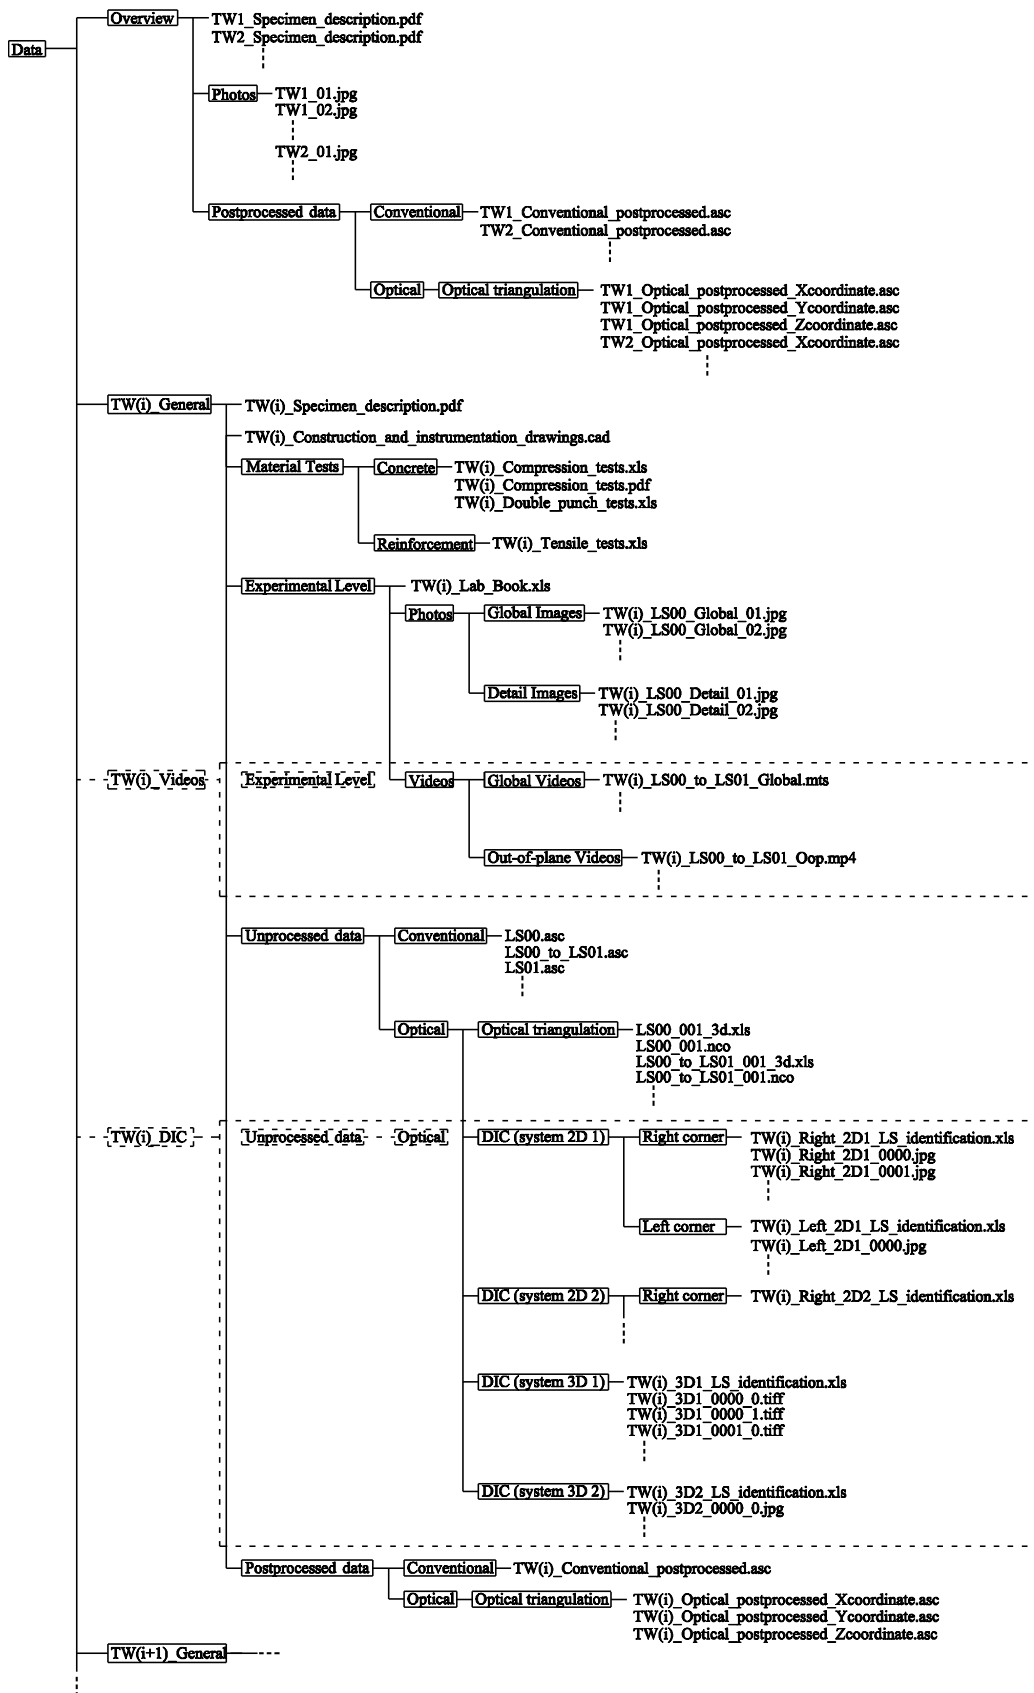 Overview
TW1_Specimen_description.pdf
TW2_Specimen_description.pdf
Data
Photos
TW1_01.jpg
TW1_02.jpg
TW2_01.jpg
Postprocessed data
Conventional
TW1_Conventional_postprocessed.asc
TW2_Conventional_postprocessed.asc
Optical
Optical triangulation
TW1_Optical_postprocessed_Xcoordinate.asc
TW1_Optical_postprocessed_Ycoordinate.asc
TW1_Optical_postprocessed_Zcoordinate.asc
TW2_Optical_postprocessed_Xcoordinate.asc
TW(i)_General
TW(i)_Specimen_description.pdf
TW(i)_Construction_and_instrumentation_drawings.cad
Material Tests
Concrete
TW(i)_Compression_tests.xls
TW(i)_Compression_tests.pdf
TW(i)_Double_punch_tests.xls
Reinforcement
TW(i)_Tensile_tests.xls
Experimental Level
TW(i)_Lab_Book.xls
Photos
Global Images
TW(i)_LS00_Global_01.jpg
TW(i)_LS00_Global_02.jpg
Detail Images
TW(i)_LS00_Detail_01.jpg
TW(i)_LS00_Detail_02.jpg
TW(i)_Videos
Experimental Level
Videos
Global Videos
TW(i)_LS00_to_LS01_Global.mts
Out-of-plane Videos
TW(i)_LS00_to_LS01_Oop.mp4
Unprocessed data
Conventional
LS00.asc
LS00_to_LS01.asc
LS01.asc
Optical
Optical triangulation
LS00_001_3d.xls
LS00_001.nco
LS00_to_LS01_001_3d.xls
LS00_to_LS01_001.nco
TW(i)_DIC
Unprocessed data
Optical
DIC (system 2D 1)
Right corner
TW(i)_Right_2D1_LS_identification.xls
TW(i)_Right_2D1_0000.jpg
TW(i)_Right_2D1_0001.jpg
Left corner
TW(i)_Left_2D1_LS_identification.xls
TW(i)_Left_2D1_0000.jpg
DIC (system 2D 2)
Right corner
TW(i)_Right_2D2_LS_identification.xls
DIC (system 3D 1)
TW(i)_3D1_LS_identification.xls
TW(i)_3D1_0000_0.tiff
TW(i)_3D1_0000_1.tiff
TW(i)_3D1_0001_0.tiff
DIC (system 3D 2)
TW(i)_3D2_LS_identification.xls
TW(i)_3D2_0000_0.jpg
Postprocessed data
Conventional
TW(i)_Conventional_postprocessed.asc
Optical
Optical triangulation
TW(i)_Optical_postprocessed_Xcoordinate.asc
TW(i)_Optical_postprocessed_Ycoordinate.asc
TW(i)_Optical_postprocessed_Zcoordinate.asc
TW(i+1)_General